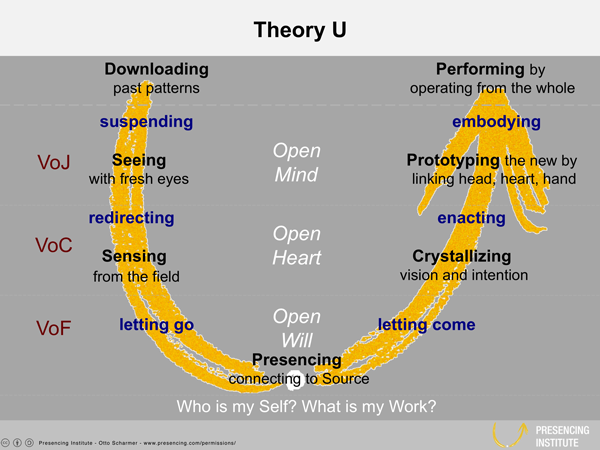 Theory U
Downloading
past patterns
Performing by
operating from the whole
suspending
embodying
VoJ
Seeing
with fresh eyes
Open
Mind
Prototyping the new by
linking head, heart, hand
redirecting
enacting
VoC
Sensing
from the field
Open
Heart
Crystallizing
vision and intention
VoF
letting go
Open
Will
letting come
Presencing
connecting to Source
Who is my Self? What is my Work?
Presencing Institute - Otto Scharmer - www.presencing.com/permissions/
PRESENCING
INSTITUTE